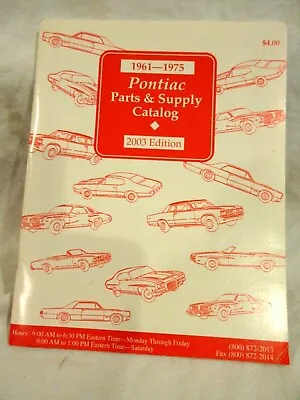 $4.00
1961—1975
Pontiac
Parts & Supply
Catalog
2003 Edition
Hours: 9:00 AM to 6:30 PM Eastern Time—Monday Through Friday
9:00 AM to 1:00 PM Eastern Time—Saturday
(800) 872-2013
Fax (800) 872-2014